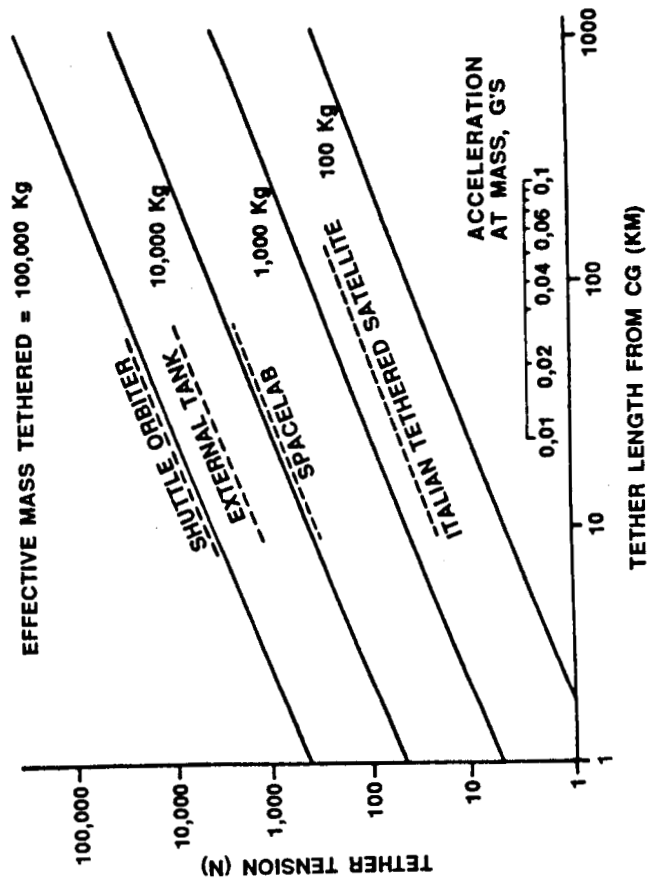 EFFECTIVE MASS TETHERED = 100,000 Kg
10,000 Kg
1,000 Kg
100 Kg
SHUTTLE ORBITER
EXTERNAL TANK
SPACELAB
ITALIAN TETHERED SATELLITE
ACCELERATION
AT MASS, G'S
0,01 0,02 0,04 0,06 0,1
TETHER TENSION (N)
100,000
10,000
1,000
100
10
1
1 10 100 1000
TETHER LENGTH FROM CG (KM)